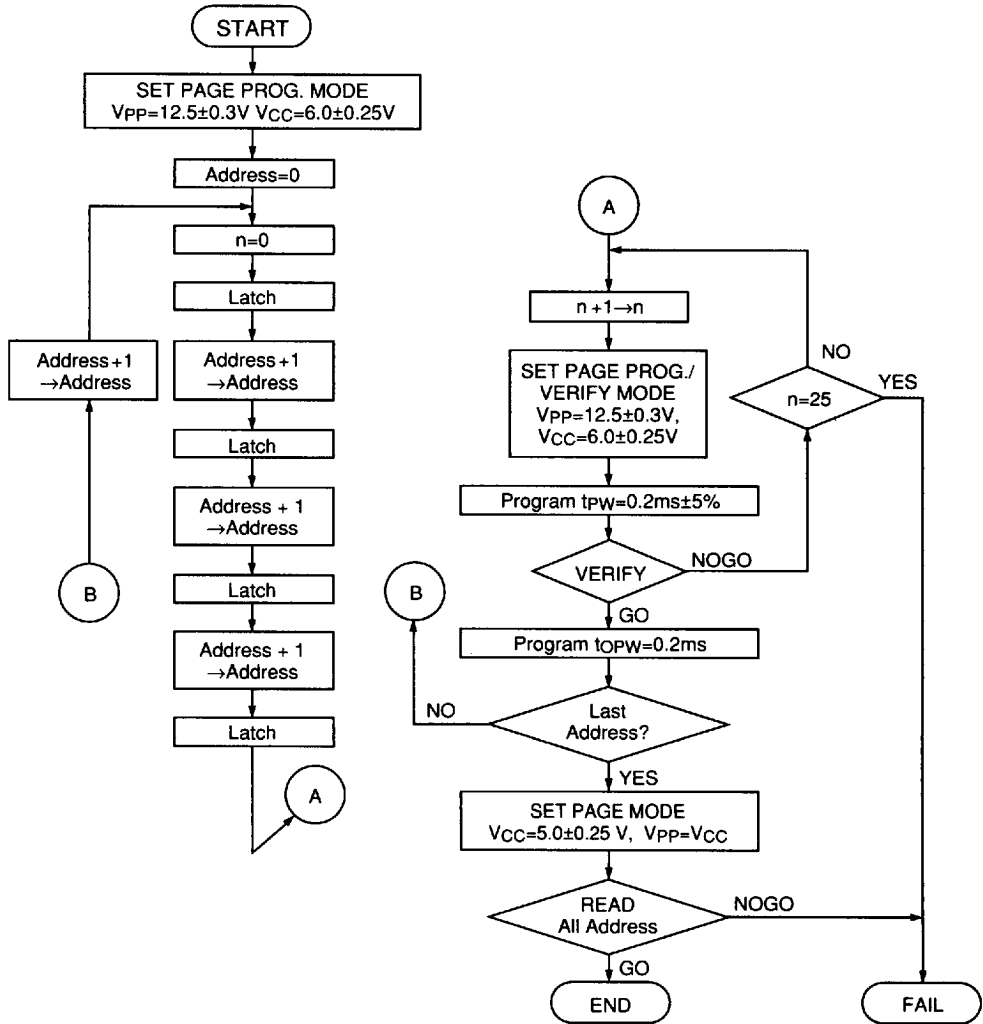 START
SET PAGE PROG. MODE
VPP=12.5±0.3V VCC=6.0±0.25V
Address=0
n=0
Latch
Address+1
→Address
Address+1
→Address
Latch
Address + 1
→Address
B
Latch
Address + 1
→Address
Latch
A
A
n+1→n
SET PAGE PROG./
VERIFY MODE
VPP=12.5±0.3V,
VCC=6.0±0.25V
NO
n=25
YES
Program tPW=0.2ms±5%
VERIFY
NOGO
GO
B
Program tOPW=0.2ms
Last
Address?
NO
YES
SET PAGE MODE
VCC=5.0±0.25 V, VPP=VCC
READ
All Address
NOGO
GO
END
FAIL